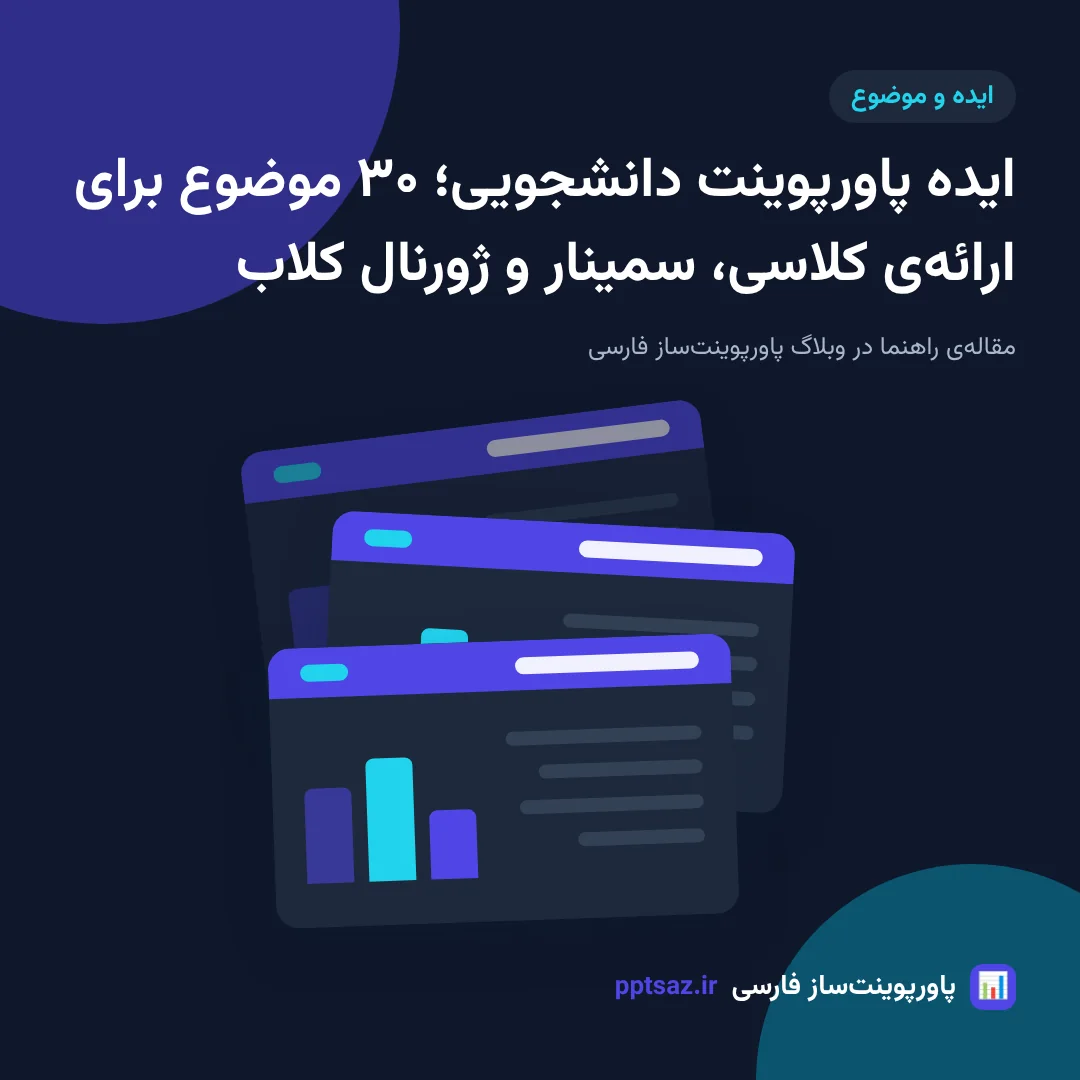 ایده و موضوع
ایده پاورپوینت دانشجویی؛ ۳۰ موضوع برای
ارائه‌ی کلاسی، سمینار و ژورنال کلاب
مقاله‌ی راهنما در وبلاگ پاورپوینت‌ساز فارسی
پاورپوینت‌ساز فارسی pptsaz.ir